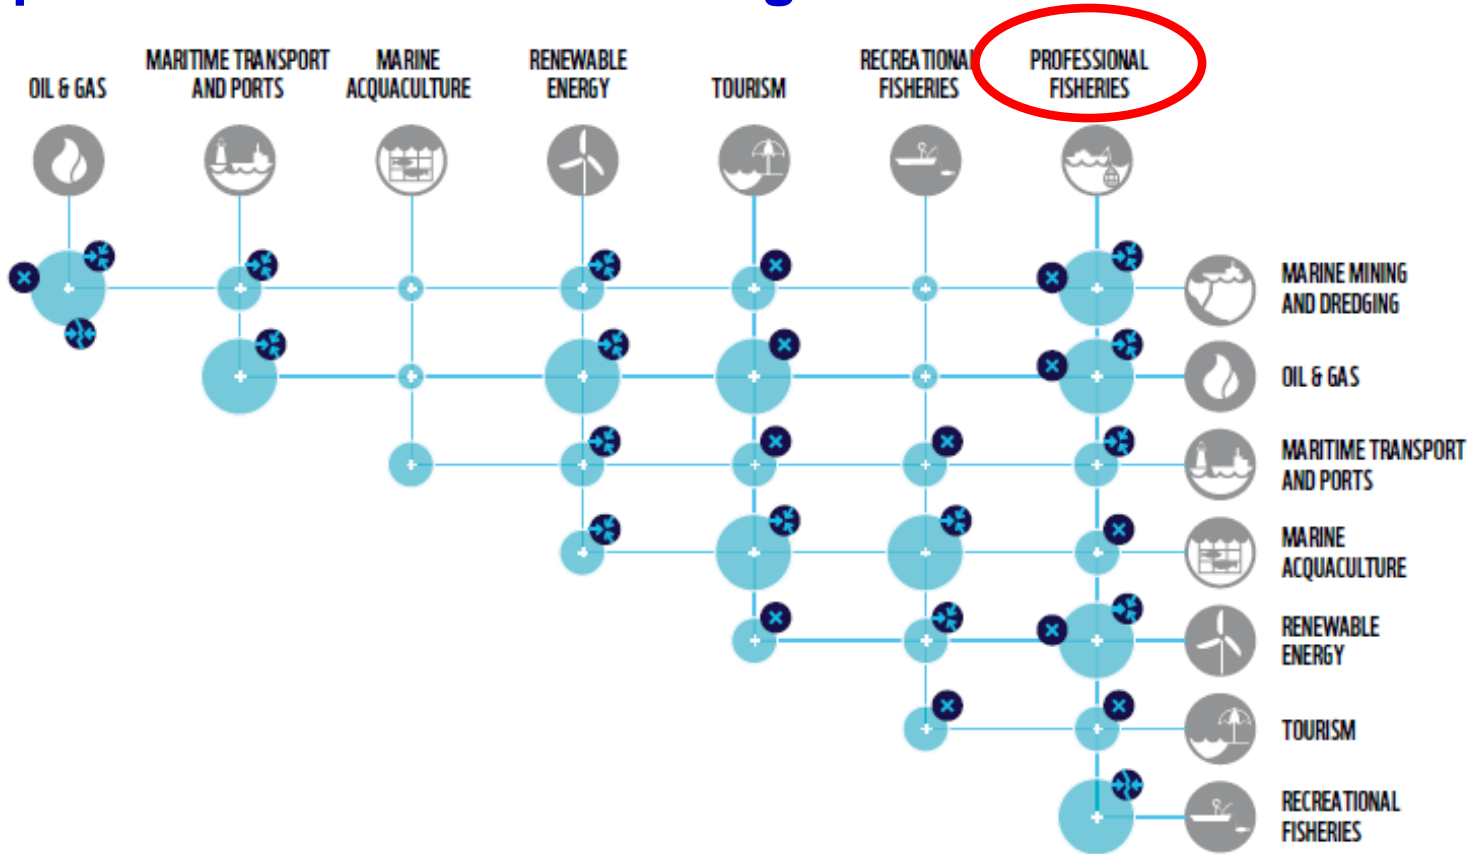 OIL & GAS
MARITIME TRANSPORT
AND PORTS
MARINE
ACQUACULTURE
RENEWABLE
ENERGY
TOURISM
RECREATIONAL
FISHERIES
PROFESSIONAL
FISHERIES
MARINE MINING
AND DREDGING
OIL & GAS
MARITIME TRANSPORT
AND PORTS
MARINE
ACQUACULTURE
RENEWABLE
ENERGY
TOURISM
RECREATIONAL
FISHERIES